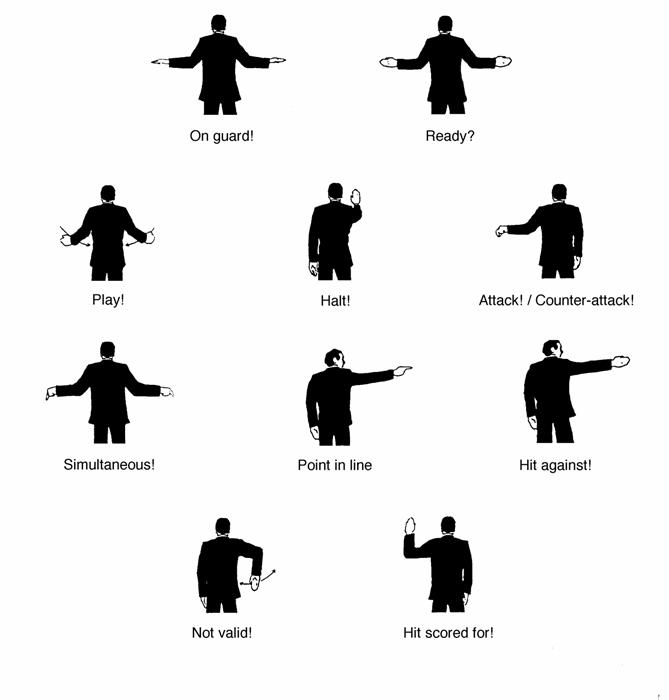 On guard!
Ready?
Play!
Halt!
Attack! / Counter-attack!
Simultaneous!
Point in line
Hit against!
Not valid!
Hit scored for!